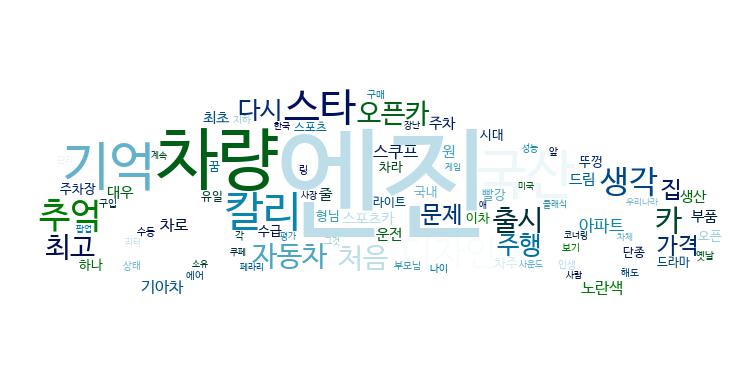 구매
최초
지하
다시
스타
오픈카
한국
스포츠
장난
주차
시대
기억
계속
차량
엔진
스쿠프
원
국산
성능
앞
뚜껑
꿈
링
차라
게임
드림
생각
집
주차장
대우
유일
사장
줄
라이트
국내
빨강
미국
생산
구입
애
클래식
우리나라
추억
칼리
형님
스포츠카
문제
이차
출시
카
부품
팝업
수동
차로
각
수급
평가
운전
코너링
차체
아파트
오픈
최고
리터
쿠페
그것
자동차
처음
디자인
주행
보기
가격
단종
옛날
하나
상태
소유
페라리
부모님
나이
차주
사운드
인생
드라마
기아차
에어
사람
해도
노란색